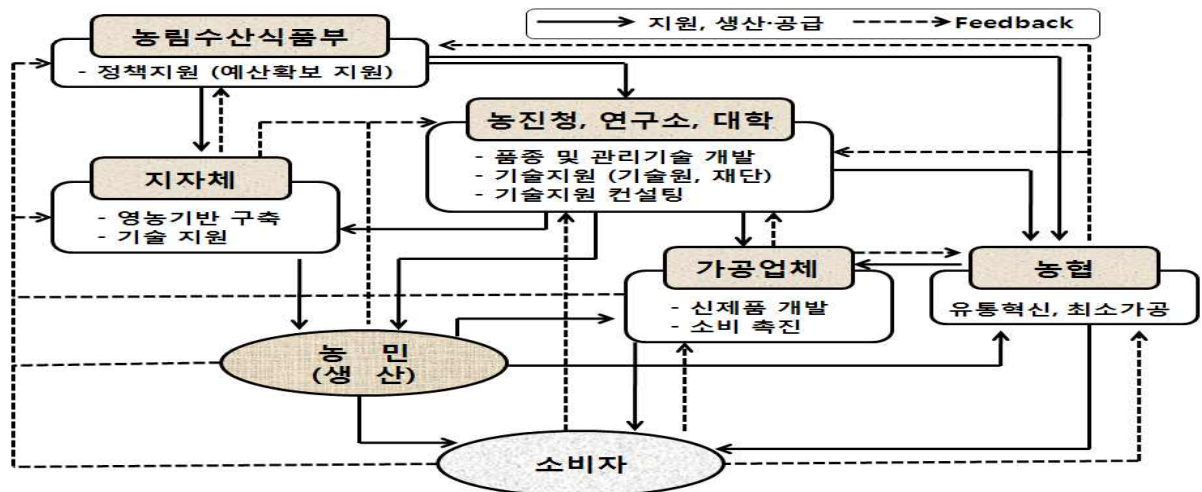 지원, 생산·공급
Feedback
농림수산식품부
- 정책지원 (예산확보 지원)
농진청, 연구소, 대학
- 품종 및 관리기술 개발
- 기술지원 (기술원, 재단)
- 기술지원 컨설팅
지자체
- 영농기반 구축
- 기술 지원
가공업체
- 신제품 개발
- 소비 촉진
농협
유통혁신, 최소가공
농 민
(생 산)
소비자